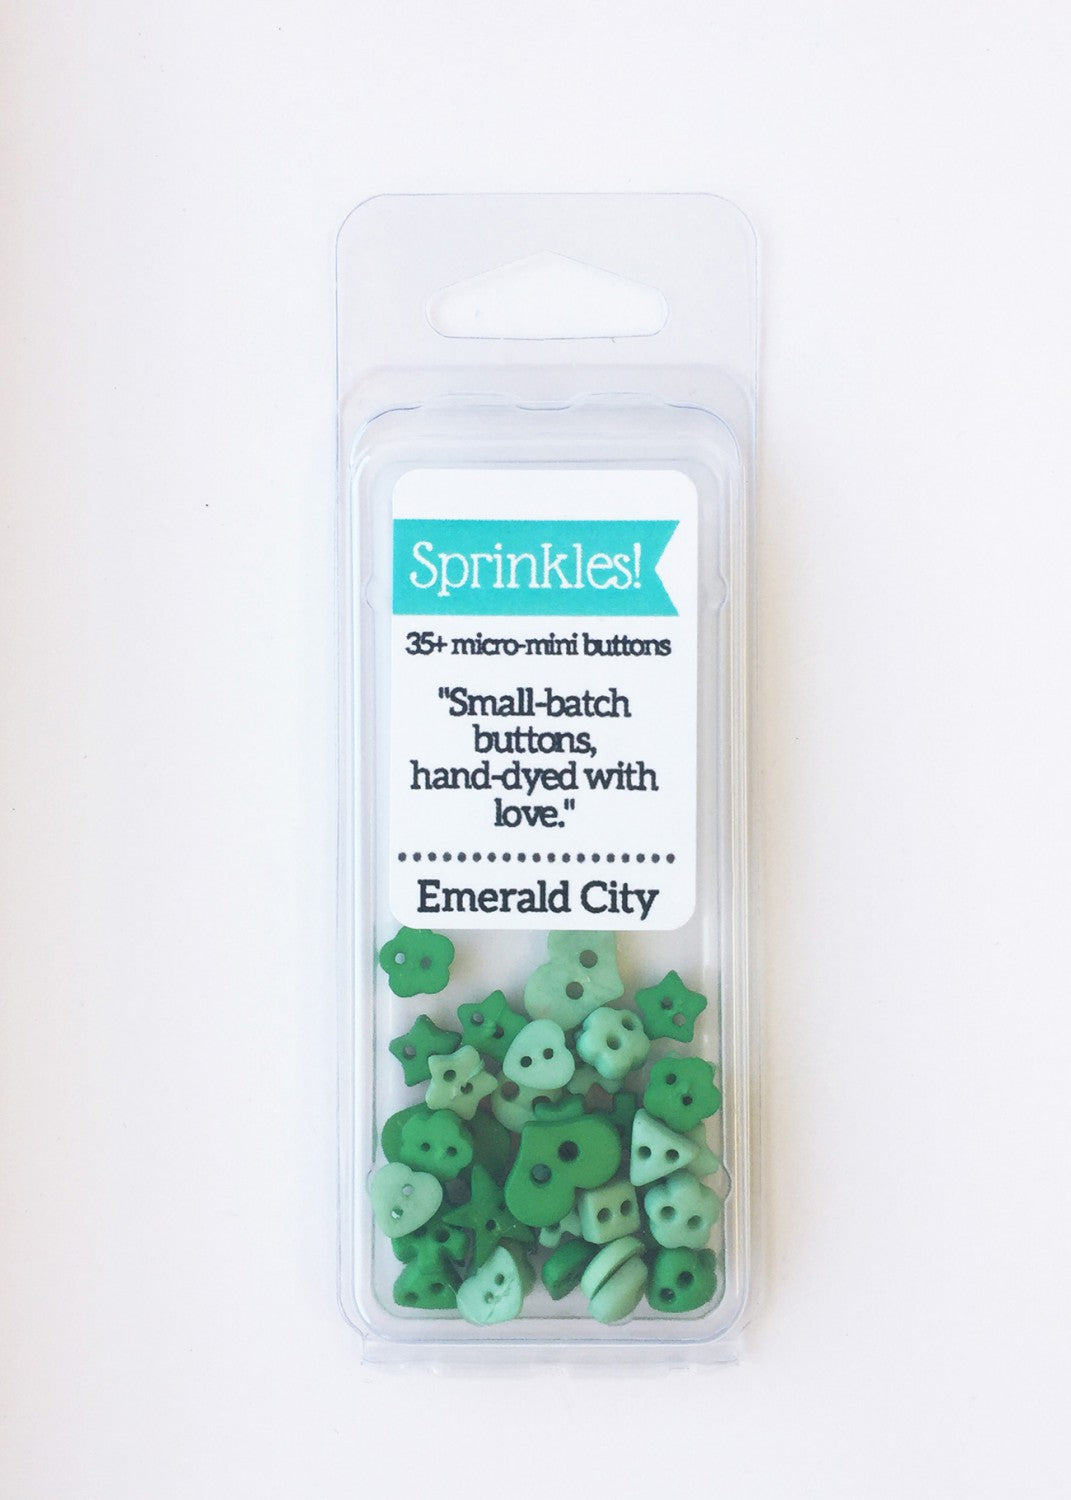 Sprinkles!
35+ micro-mini buttons
"Small-batch
buttons,
hand-dyed with
love."
Emerald City